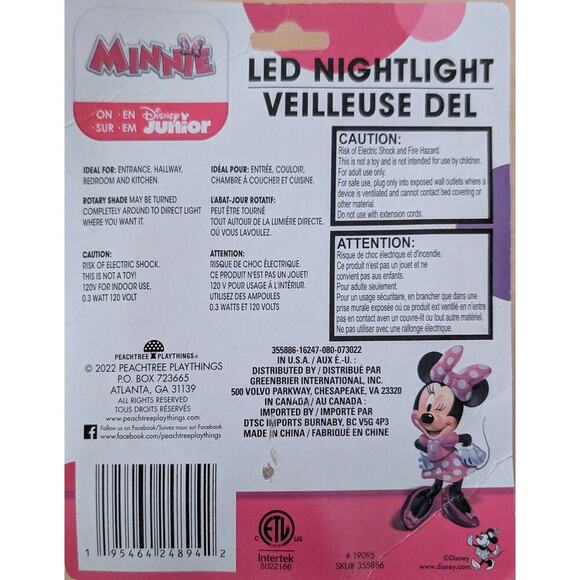 MINNIE
ON · EN
SUR · EM
Disney Junior
LED NIGHTLIGHT
VEILLEUSE DEL
IDEAL FOR: ENTRANCE, HALLWAY,
BEDROOM AND KITCHEN.
ROTARY SHADE MAY BE TURNED
COMPLETELY AROUND TO DIRECT LIGHT
WHERE YOU WANT IT.
CAUTION:
RISK OF ELECTRIC SHOCK.
THIS IS NOT A TOY!
120V FOR INDOOR USE,
0.3 WATT 120 VOLT
IDÉAL POUR: ENTRÉE, COULOIR,
CHAMBRE À COUCHER ET CUISINE.
L'ABAT-JOUR ROTATIF:
PEUT ÊTRE TOURNÉ
TOUT AUTOUR DE LA LUMIÈRE DIRECTE.
OÙ VOUS LAVOULEZ.
ATTENTION:
RISQUE DE CHOC ÉLECTRIQUE.
CE PRODUIT N'EST PAS UN JOUET!
120 V POUR USAGE À L'INTÉRIUR.
UTILISEZ DES AMPOULES
0.3 WATTS ET 120 VOLTS
CAUTION:
Risk of Electric Shock and Fire Hazard.
This is not a toy and is not intended for use by children.
For adult use only.
For safe use, plug only into exposed wall outlets where a
device is ventilated and cannot contact bed covering or
other material.
Do not use with extension cords.
ATTENTION:
Risque de choc électrique et d'incendie.
Ce produit n'est pas un jouet et ne
convient pas aux enfants.
Pour adulte seulement.
Pour un usage sécuritaire, en brancher que dans une
prise murale exposée où ce produit est ventilé et n'entre
pas en contact avec un couvre-lit ou tout autre matériel.
Ne pas utiliser avec une rallonge électrique.
PEACHTREE PLAYTHINGS®
© 2022 PEACHTREE PLAYTHINGS
P.O. BOX 723665
ATLANTA, GA 31139
ALL RIGHTS RESERVED
TOUS DROITS RÉSERVÉS
www.peachtreeplaythings.com
Follow us on Facebook/Suivez nous sur Facebook
www.facebook.com/peachtreeplaythings
355886-16247-080-073022
IN U.S.A. / AUX É.-U. :
DISTRIBUTED BY / DISTRIBUÉ PAR
GREENBRIER INTERNATIONAL, INC.
500 VOLVO PARKWAY, CHESAPEAKE, VA 23320
IN CANADA / AU CANADA :
IMPORTED BY / IMPORTÉ PAR
DTSC IMPORTS BURNABY, BC V5G 4P3
MADE IN CHINA / FABRIQUÉ EN CHINE
1 95464 24894 2
C ETL US
Intertek
5022166
# 19095
SKU# 355886
©Disney
www.disney.com